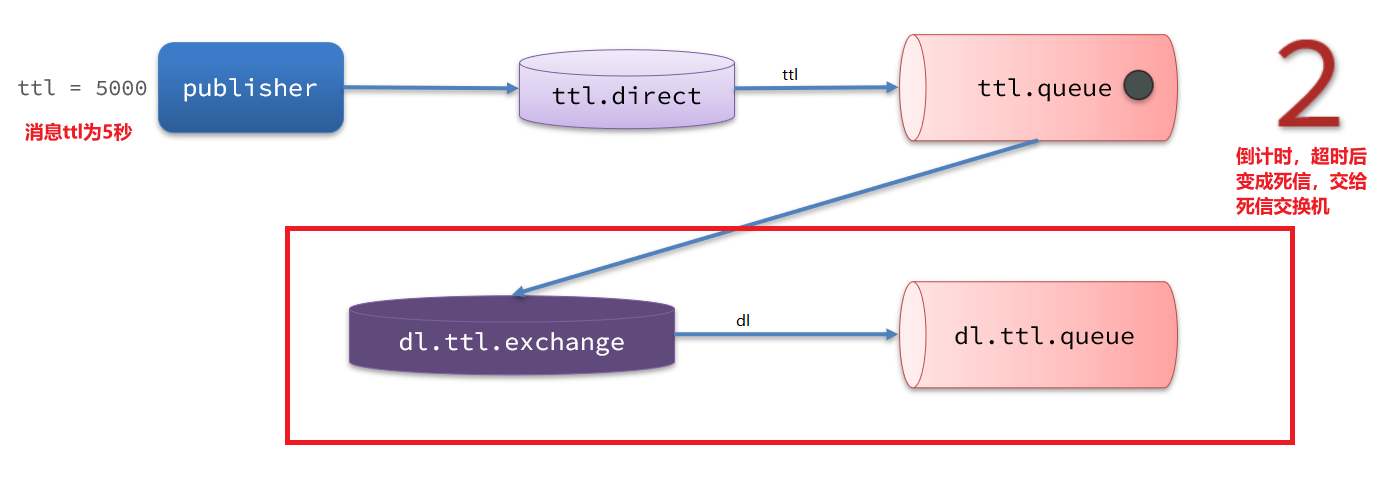 ttl = 5000
publisher
ttl.direct
ttl
ttl.queue
2
消息ttl为5秒
倒计时，超时后
变成死信，交给
死信交换机
dl.ttl.exchange
dl
dl.ttl.queue